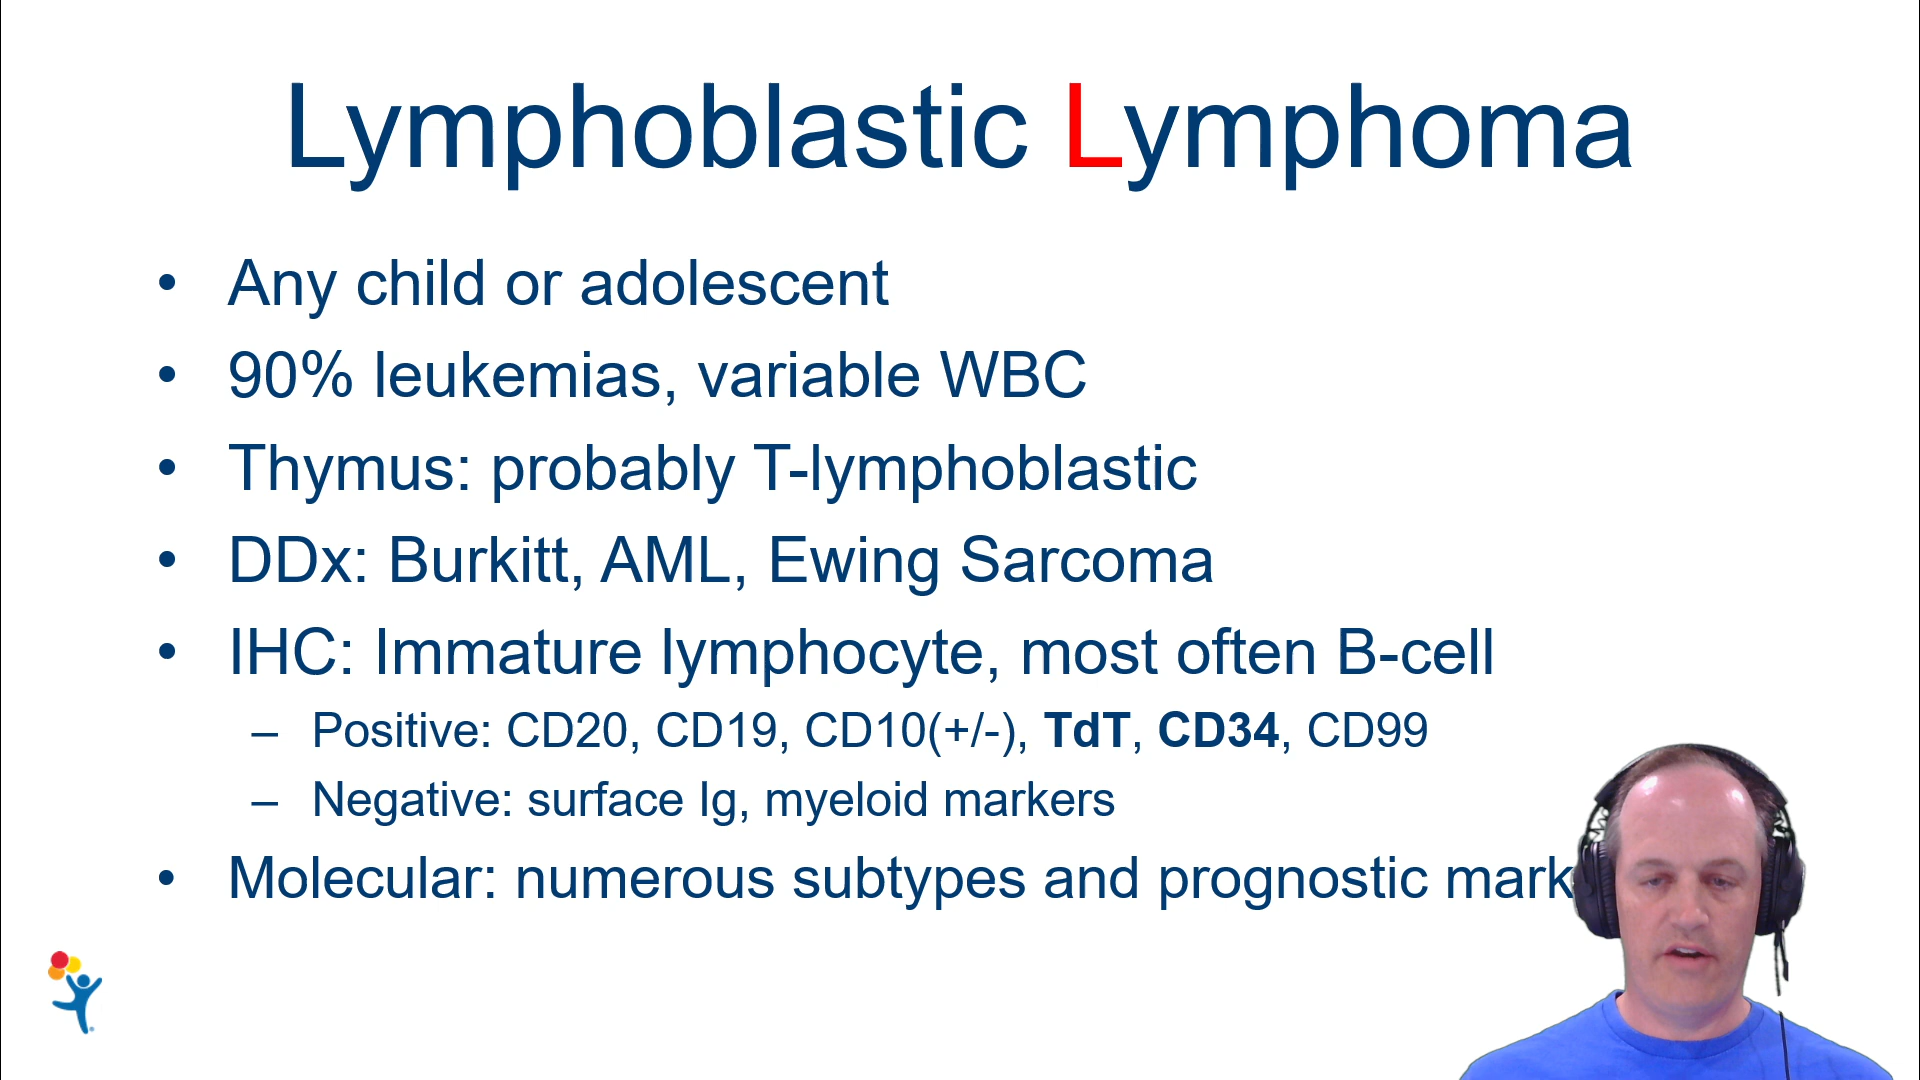 Lymphoblastic Lymphoma
• Any child or adolescent
• 90% leukemias, variable WBC
• Thymus: probably T-lymphoblastic
• DDx: Burkitt, AML, Ewing Sarcoma
• IHC: Immature lymphocyte, most often B-cell
– Positive: CD20, CD19, CD10(+/-), TdT, CD34, CD99
– Negative: surface Ig, myeloid markers
• Molecular: numerous subtypes and prognostic mark